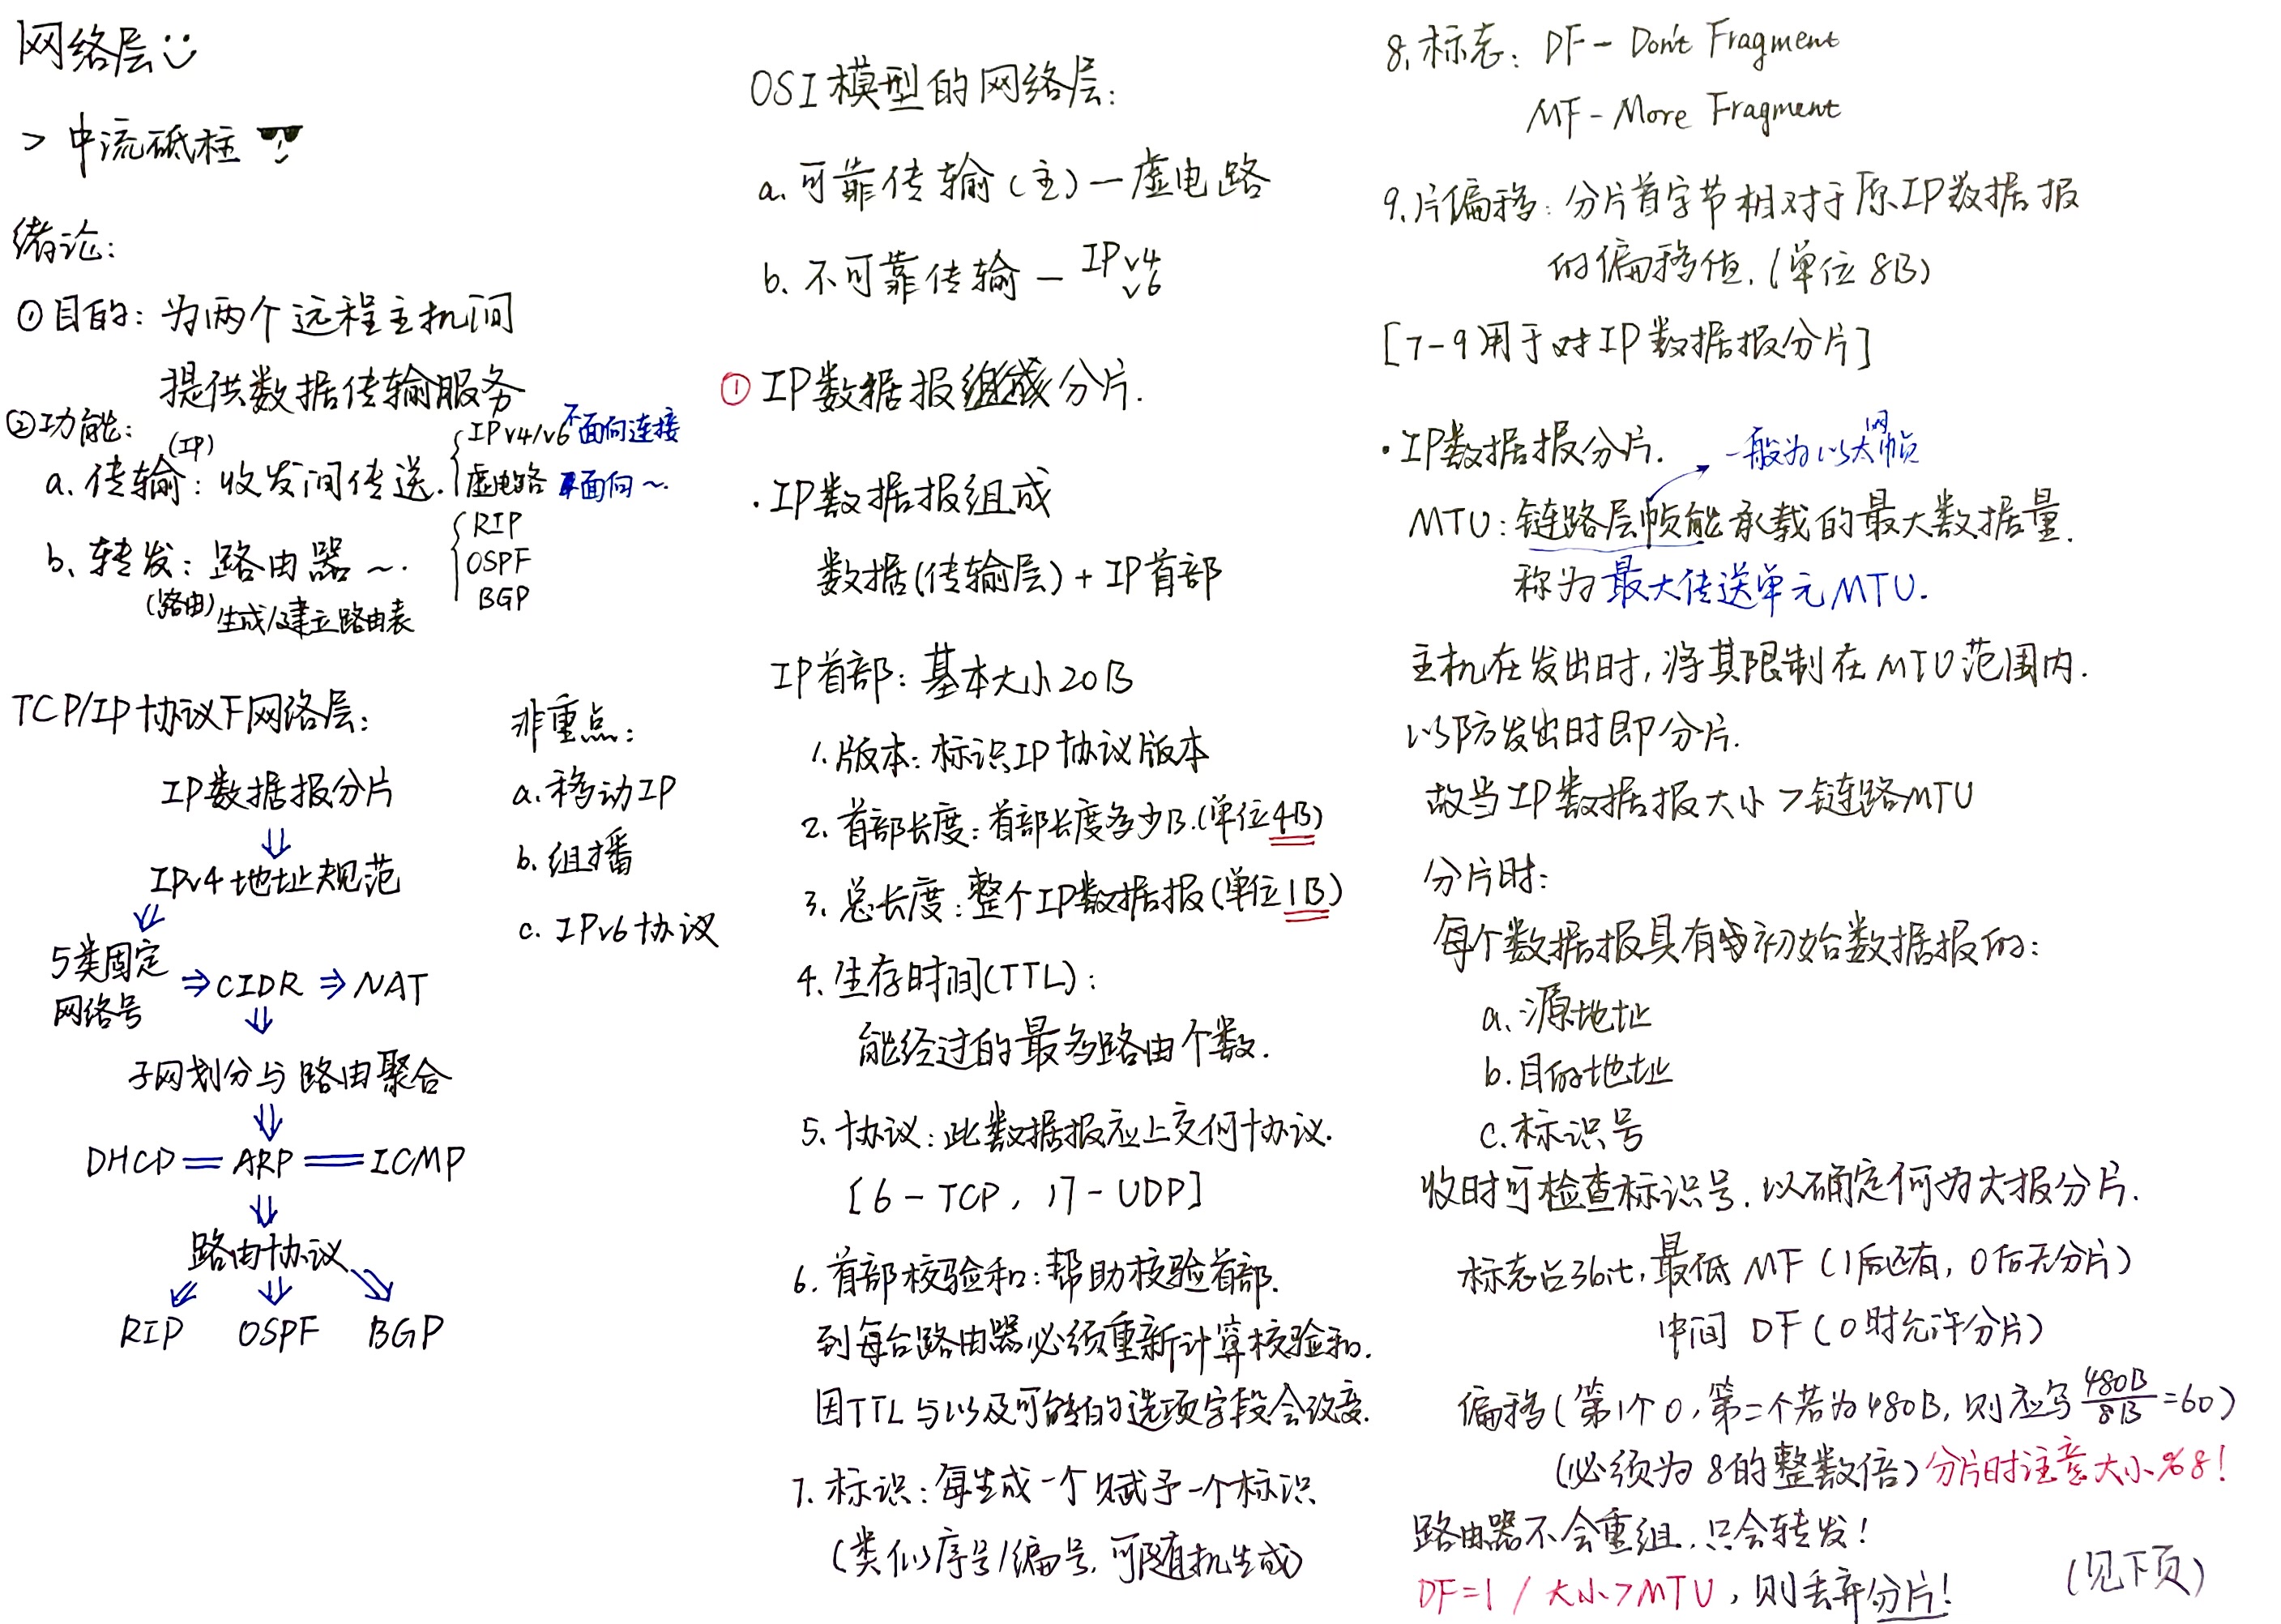 网络层
> 中流砥柱
绪论:
①目的: 为两个远程主机间
提供数据传输服务
②功能:
(IP)
a. 传输: 收发间传送.
IPv4/v6 不面向连接
虚电路 面向~.
b. 转发: 路由器~.
(路由) 生成/建立路由表
RIP
OSPF
BGP
TCP/IP协议下网络层:
IP数据报分片
⇓
IPv4地址规范
⇙
5类固定
网络号
⇒CIDR⇒NAT
⇓
子网划分与路由聚合
⇓
DHCP=ARP=ICMP
⇓
路由协议
⇙ ⇓ ⇘
RIP OSPF BGP
非重点:
a. 移动IP
b. 组播
c. IPv6协议
OSI模型的网络层:
a. 可靠传输(主)—虚电路
b. 不可靠传输—IPv4
v6
① IP数据报组成分片.
·IP数据报组成
数据(传输层)+IP首部
IP首部: 基本大小20B
1. 版本: 标识IP协议版本
2. 首部长度: 首部长度多少B.(单位4B)
3. 总长度: 整个IP数据报(单位1B)
4. 生存时间(TTL):
能经过的最多路由个数.
5. 协议: 此数据报应上交何协议.
[6-TCP, 17-UDP]
6. 首部校验和: 帮助校验首部.
到每台路由器必须重新计算校验和.
因TTL与以及可能的选项字段会改变.
7. 标识: 每生成一个赋予一个标识
(类似序号/编号, 可随机生成)
8. 标志: DF - Don't Fragment
MF - More Fragment
9. 片偏移: 分片首字节相对于原IP数据报
的偏移值.(单位8B)
[7-9用于对IP数据报分片]
·IP数据报分片.
一般为以太网帧
MTU: 链路层帧能承载的最大数据量.
称为最大传送单元MTU.
主机在发出时, 将其限制在MTU范围内.
以防发出时即分片.
故当IP数据报大小>链路MTU
分片时:
每个数据报具有初始数据报的:
a. 源地址
b. 目的地址
c. 标识号
收时可检查标识号, 以确定何为大报分片.
标志占3bit, 最低MF(1后还有, 0后无分片)
中间 DF(0时允许分片)
偏移(第1个0, 第二个若为480B, 则应写480B/8B=60)
(必须为8的整数倍)分片时注意大小%8!
路由器不会重组, 只会转发!
DF=1 / 大小>MTU, 则丢弃分片!
(见下页)